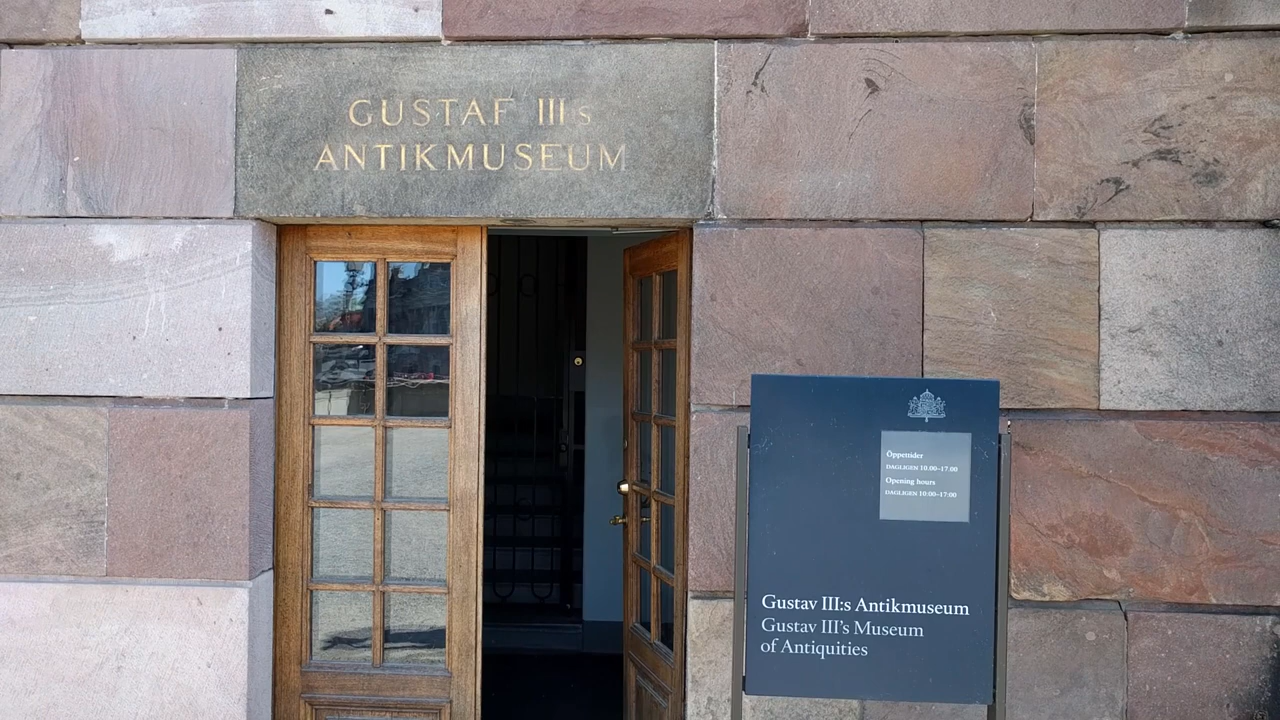 GUSTAF III:s
ANTIKMUSEUM
Öppettider
DAGLIGEN 10.00–17.00
Opening hours
DAGLIGEN 10:00–17:00
Gustav III:s Antikmuseum
Gustav III's Museum
of Antiquities